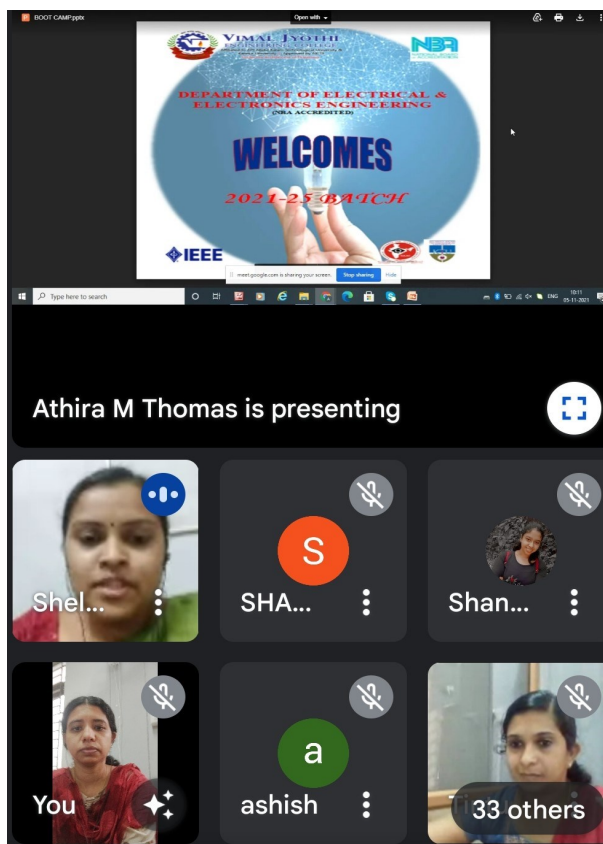 BOOT CAMP.pptx
Open with
VIMAL JYOTHI
ENGINEERING COLLEGE
NBA
DEPARTMENT OF ELECTRICAL &
ELECTRONICS ENGINEERING
(NBA ACCREDITED)
WELCOMES
2021-25 BATCH
IEEE
meet.google.com is sharing your screen.
Stop sharing
Hide
Type here to search
ENG
05-11-2021
Athira M Thomas is presenting
Shel...
S
SHA...
Shan...
You
a
ashish
33 others